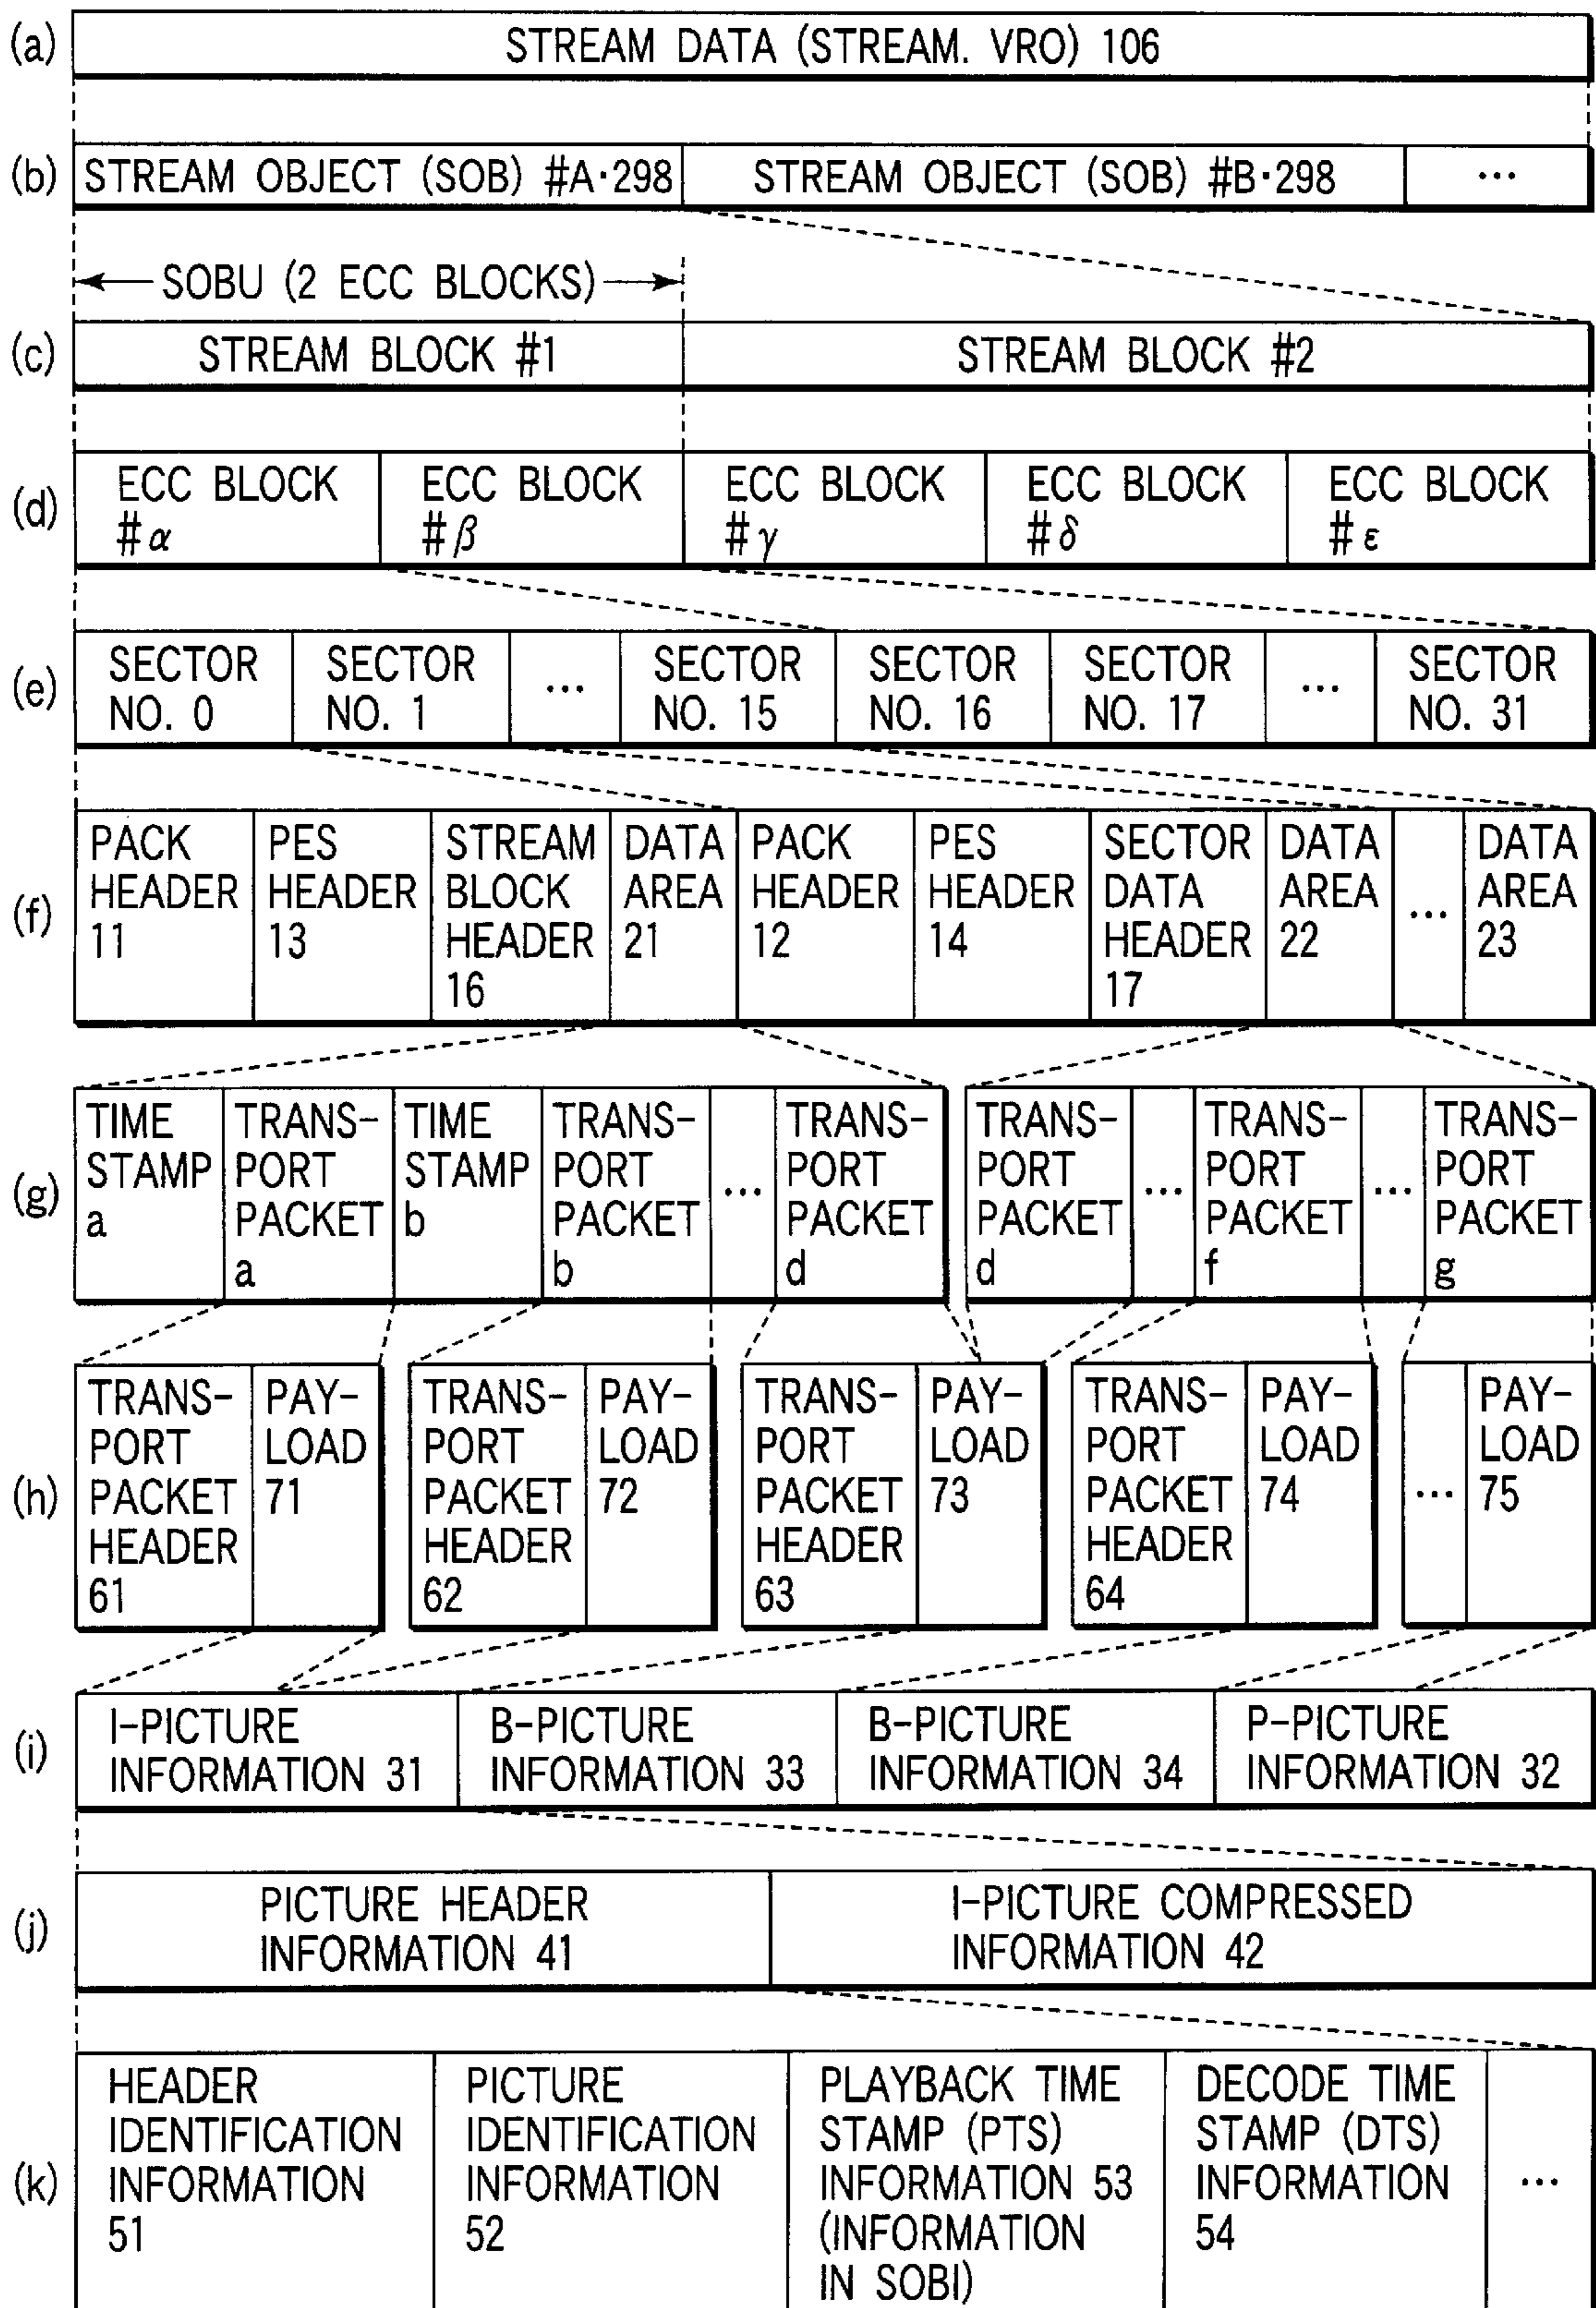 (a)
STREAM DATA (STREAM. VRO) 106
(b)
STREAM OBJECT (SOB) #A·298
STREAM OBJECT (SOB) #B·298
...
SOBU (2 ECC BLOCKS)
(c)
STREAM BLOCK #1
STREAM BLOCK #2
(d)
ECC BLOCK
#α
ECC BLOCK
#β
ECC BLOCK
#γ
ECC BLOCK
#δ
ECC BLOCK
#ε
(e)
SECTOR
NO. 0
SECTOR
NO. 1
...
SECTOR
NO. 15
SECTOR
NO. 16
SECTOR
NO. 17
...
SECTOR
NO. 31
(f)
PACK
HEADER
11
PES
HEADER
13
STREAM
BLOCK
HEADER
16
DATA
AREA
21
PACK
HEADER
12
PES
HEADER
14
SECTOR
DATA
HEADER
17
DATA
AREA
22
...
DATA
AREA
23
(g)
TIME
STAMP
a
TRANS-
PORT
PACKET
a
TIME
STAMP
b
TRANS-
PORT
PACKET
b
...
TRANS-
PORT
PACKET
d
TRANS-
PORT
PACKET
d
...
TRANS-
PORT
PACKET
f
...
TRANS-
PORT
PACKET
g
(h)
TRANS-
PORT
PACKET
HEADER
61
PAY-
LOAD
71
TRANS-
PORT
PACKET
HEADER
62
PAY-
LOAD
72
TRANS-
PORT
PACKET
HEADER
63
PAY-
LOAD
73
TRANS-
PORT
PACKET
HEADER
64
PAY-
LOAD
74
...
PAY-
LOAD
75
(i)
I-PICTURE
INFORMATION 31
B-PICTURE
INFORMATION 33
B-PICTURE
INFORMATION 34
P-PICTURE
INFORMATION 32
(j)
PICTURE HEADER
INFORMATION 41
I-PICTURE COMPRESSED
INFORMATION 42
(k)
HEADER
IDENTIFICATION
INFORMATION
51
PICTURE
IDENTIFICATION
INFORMATION
52
PLAYBACK TIME
STAMP (PTS)
INFORMATION 53
(INFORMATION
IN SOBI)
DECODE TIME
STAMP (DTS)
INFORMATION
54
...